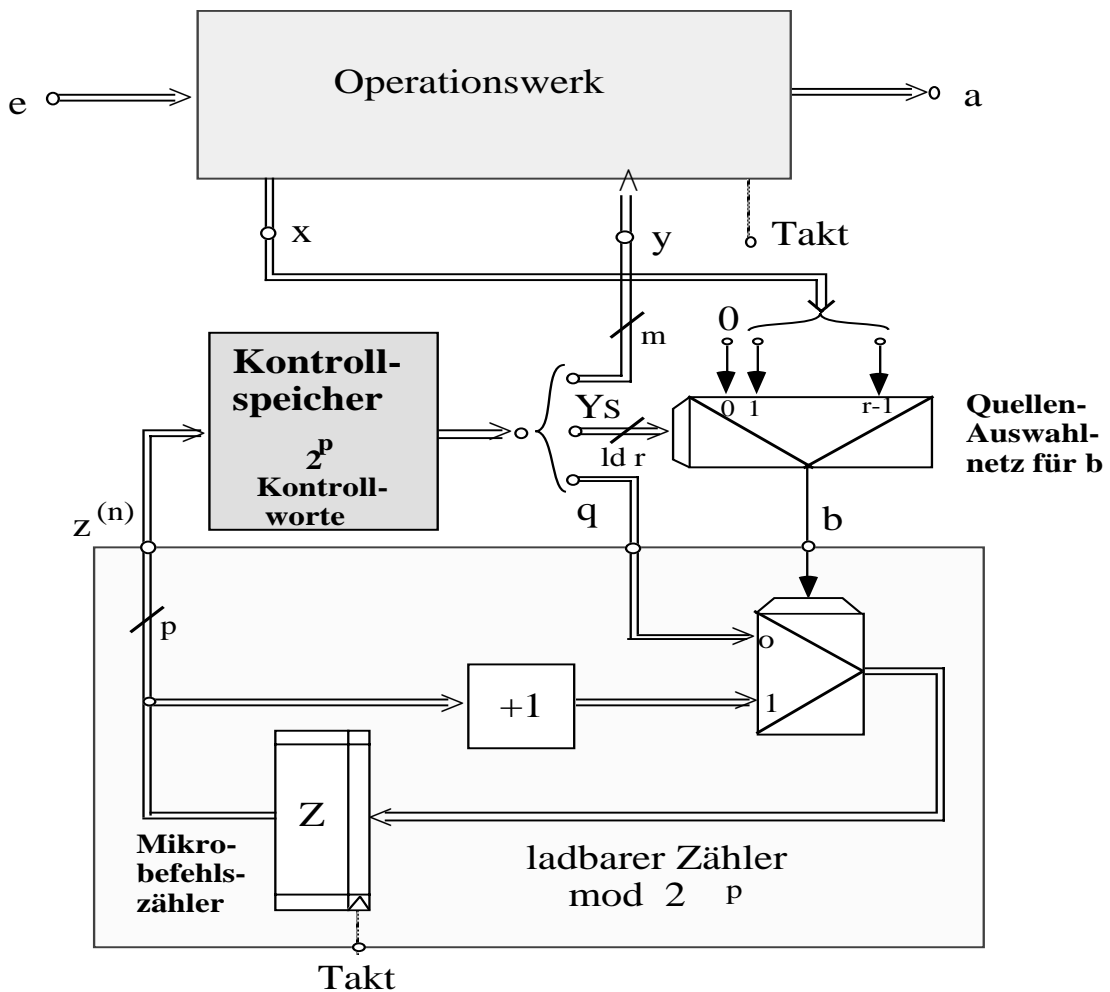 Operationswerk
e
a
x
y
Takt
m
0
Kontroll-
speicher
2^p
Kontroll-
worte
Ys
ld r
q
0 1 r-1
Quellen-
Auswahl-
netz für b
z^(n)
b
p
o
+1
1
Z
Mikro-
befehls-
zähler
ladbarer Zähler
mod 2^p
Takt